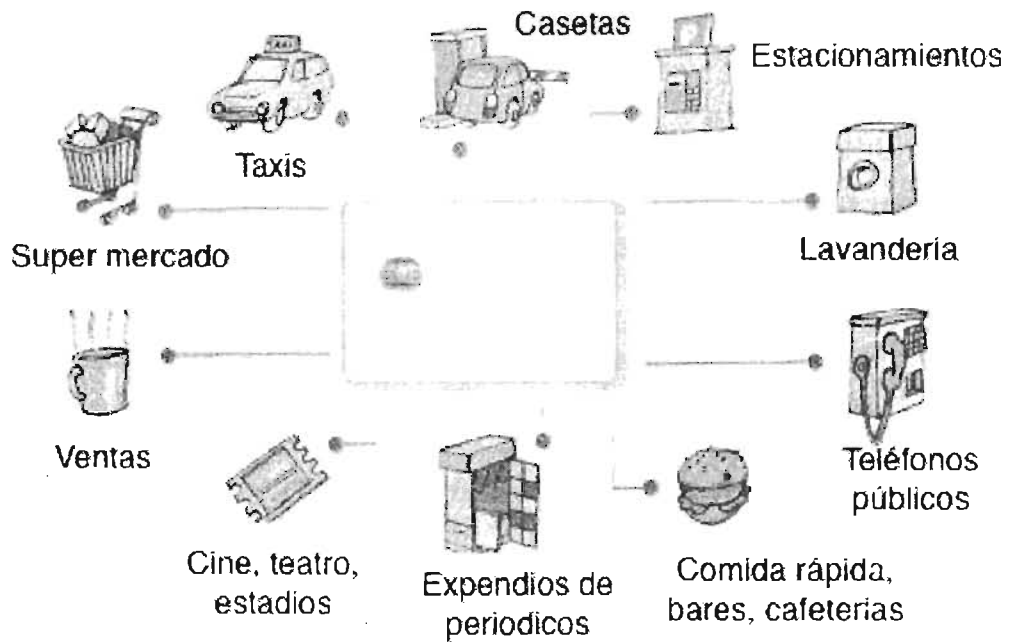 Casetas
Estacionamientos
TAXI
Taxis
Super mercado
Lavandería
Ventas
Teléfonos
públicos
Cine, teatro,
estadios
Expendios de
periodicos
Comida rápida,
bares, cafeterias